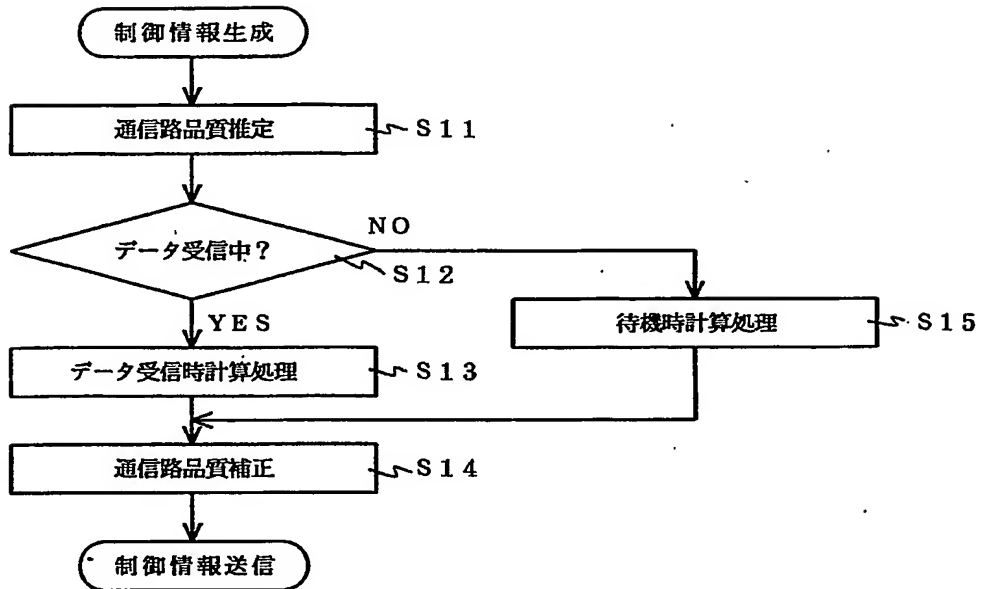 制御情報生成
通信路品質推定
S11
データ受信中?
NO
S12
YES
データ受信時計算処理
S13
待機時計算処理
S15
通信路品質補正
S14
制御情報送信